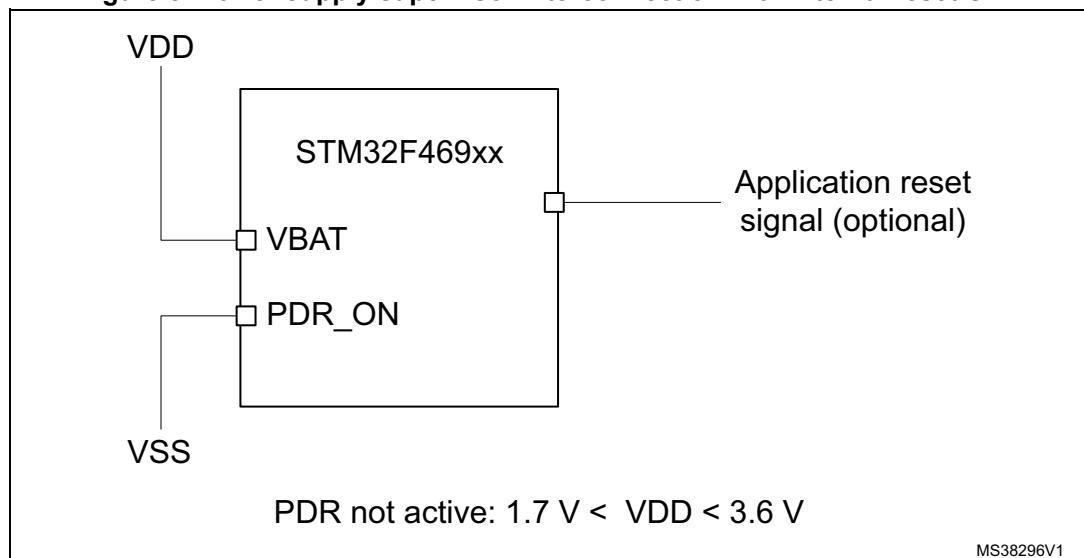 VDD
STM32F469xx
Application reset
signal (optional)
VBAT
PDR_ON
VSS
PDR not active: 1.7 V < VDD < 3.6 V
MS38296V1